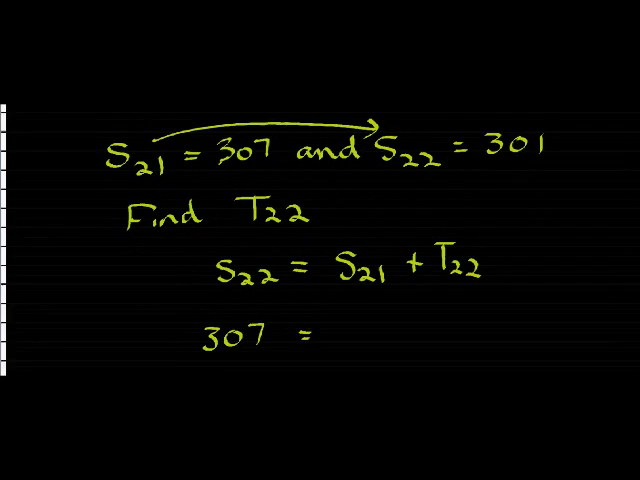 S₂₁ = 307 and S₂₂ = 301
Find T₂₂
S₂₂ = S₂₁ + T₂₂
307 =